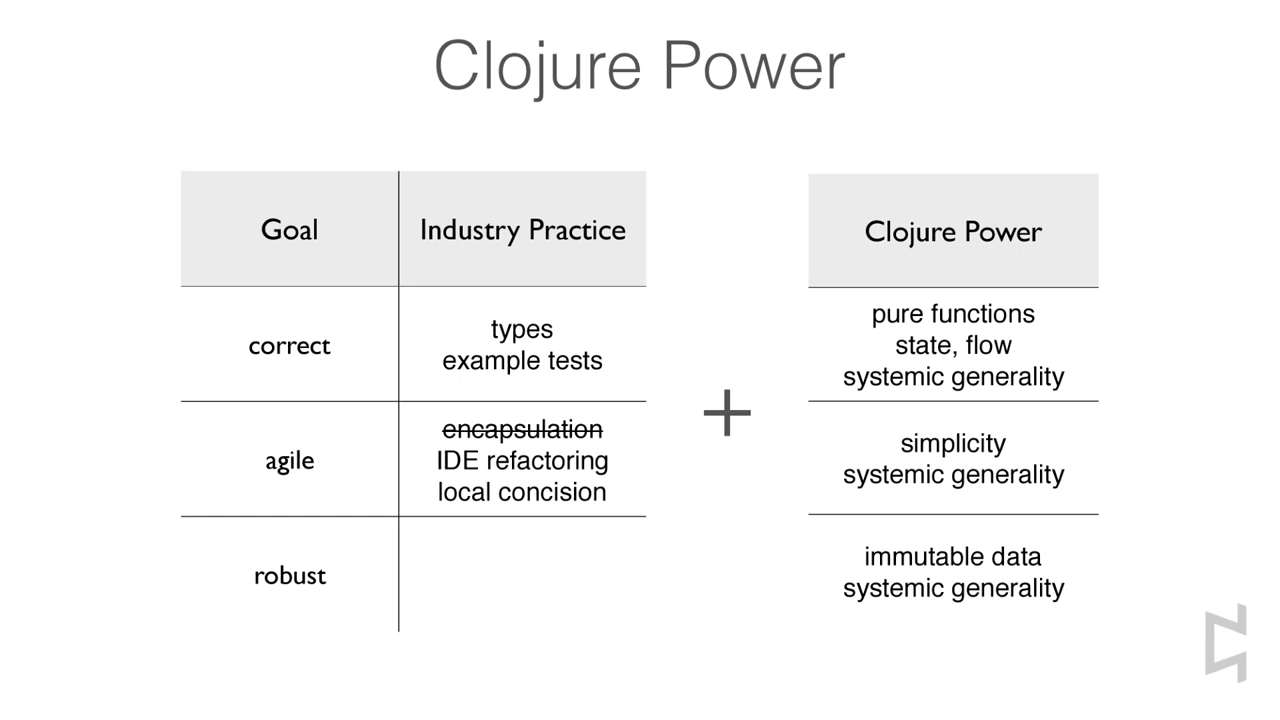 Clojure Power
Goal
Industry Practice
Clojure Power
correct
types
example tests
pure functions
state, flow
systemic generality
agile
encapsulation
IDE refactoring
local concision
+
simplicity
systemic generality
robust
immutable data
systemic generality